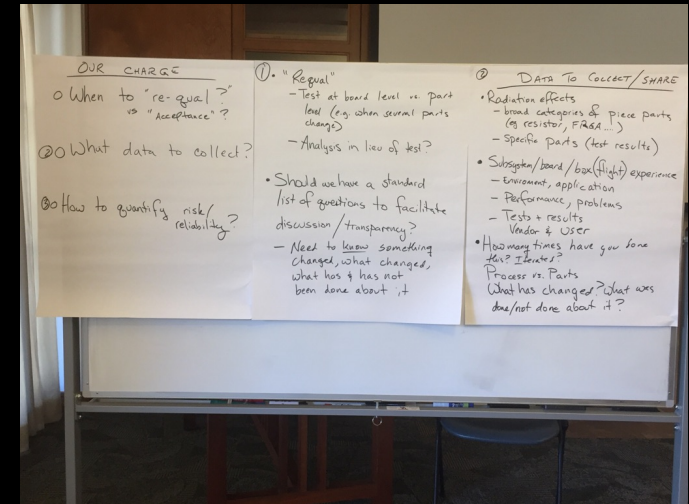 OUR CHARGE
① When to "re-qual?"
vs "Acceptance"?
② What data to collect?
③ How to quantify risk/
reliability?
①. "Requal"
- Test at board level vs. part
level (e.g. when several parts
change)
- Analysis in lieu of test?
• Should we have a standard
list of questions to facilitate
discussion/transparency?
- Need to know something
changed, what changed,
what has & has not
been done about it
② DATA TO COLLECT/SHARE
• Radiation effects
- broad categories of piece parts
(eg resistor, FPGA....)
- Specific parts (test results)
• Subsystem/board/box (flight) experience
- Enviroment, application
- Performance, problems
- Tests + results
Vendor & User
• How many times have you done
this? Iterates?
Process vs. Parts
What has changed? What was
done/not done about it?